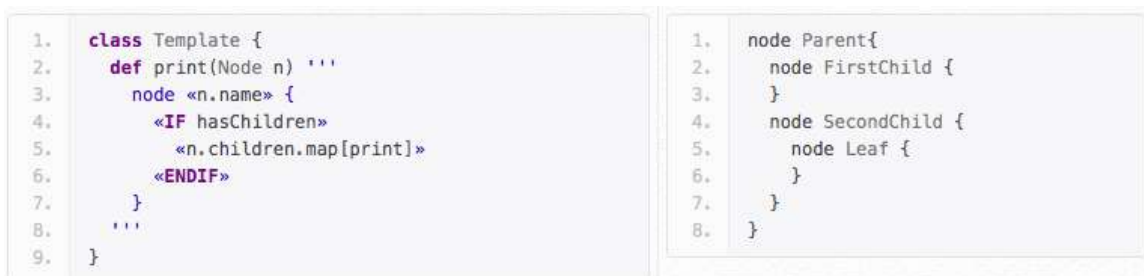 1. class Template {
2. def print(Node n) '''
3. node «n.name» {
4. «IF hasChildren»
5. «n.children.map[print]»
6. «ENDIF»
7. }
8. '''
9. }
1. node Parent{
2. node FirstChild {
3. }
4. node SecondChild {
5. node Leaf {
6. }
7. }
8. }